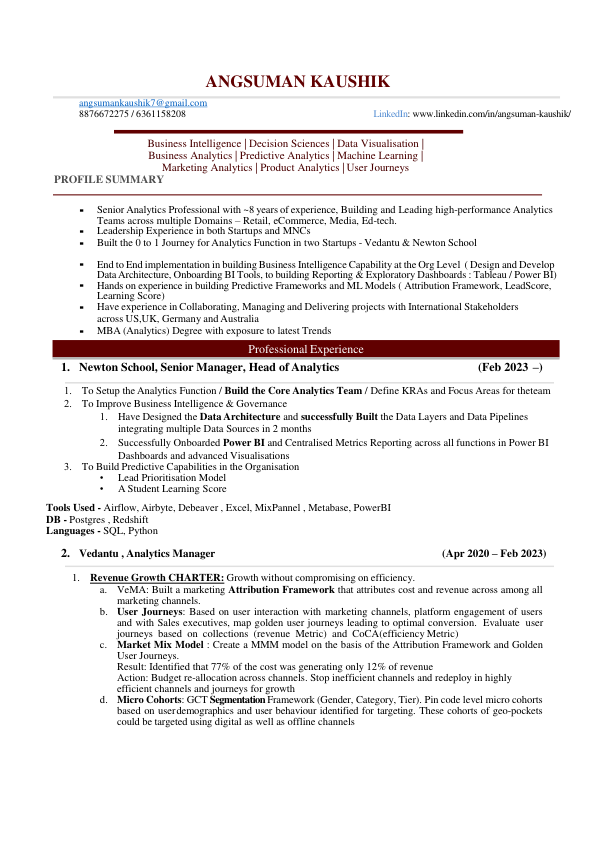 ANGSUMAN KAUSHIK
angsumankaushik7@gmail.com
8876672275 / 6361158208 LinkedIn: www.linkedin.com/in/angsuman-kaushik/
Business Intelligence | Decision Sciences | Data Visualisation |
Business Analytics | Predictive Analytics | Machine Learning |
Marketing Analytics | Product Analytics | User Journeys
PROFILE SUMMARY
▪ Senior Analytics Professional with ~8 years of experience, Building and Leading high-performance Analytics
Teams across multiple Domains – Retail, eCommerce, Media, Ed-tech.
▪ Leadership Experience in both Startups and MNCs
▪ Built the 0 to 1 Journey for Analytics Function in two Startups - Vedantu & Newton School
▪ End to End implementation in building Business Intelligence Capability at the Org Level ( Design and Develop
Data Architecture, Onboarding BI Tools, to building Reporting & Exploratory Dashboards : Tableau / Power BI)
▪ Hands on experience in building Predictive Frameworks and ML Models ( Attribution Framework, LeadScore,
Learning Score)
▪ Have experience in Collaborating, Managing and Delivering projects with International Stakeholders
across US,UK, Germany and Australia
▪ MBA (Analytics) Degree with exposure to latest Trends
Professional Experience
1. Newton School, Senior Manager, Head of Analytics (Feb 2023 –)
1. To Setup the Analytics Function / Build the Core Analytics Team / Define KRAs and Focus Areas for theteam
2. To Improve Business Intelligence & Governance
1. Have Designed the Data Architecture and successfully Built the Data Layers and Data Pipelines
integrating multiple Data Sources in 2 months
2. Successfully Onboarded Power BI and Centralised Metrics Reporting across all functions in Power BI
Dashboards and advanced Visualisations
3. To Build Predictive Capabilities in the Organisation
• Lead Prioritisation Model
• A Student Learning Score
Tools Used - Airflow, Airbyte, Debeaver , Excel, MixPannel , Metabase, PowerBI
DB - Postgres , Redshift
Languages - SQL, Python
2. Vedantu , Analytics Manager (Apr 2020 – Feb 2023)
1. Revenue Growth CHARTER: Growth without compromising on efficiency.
a. VeMA: Built a marketing Attribution Framework that attributes cost and revenue across among all
marketing channels.
b. User Journeys: Based on user interaction with marketing channels, platform engagement of users
and with Sales executives, map golden user journeys leading to optimal conversion. Evaluate user
journeys based on collections (revenue Metric) and CoCA(efficiency Metric)
c. Market Mix Model : Create a MMM model on the basis of the Attribution Framework and Golden
User Journeys.
Result: Identified that 77% of the cost was generating only 12% of revenue
Action: Budget re-allocation across channels. Stop inefficient channels and redeploy in highly
efficient channels and journeys for growth
d. Micro Cohorts: GCT Segmentation Framework (Gender, Category, Tier). Pin code level micro cohorts
based on userdemographics and user behaviour identified for targeting. These cohorts of geo-pockets
could be targeted using digital as well as offline channels